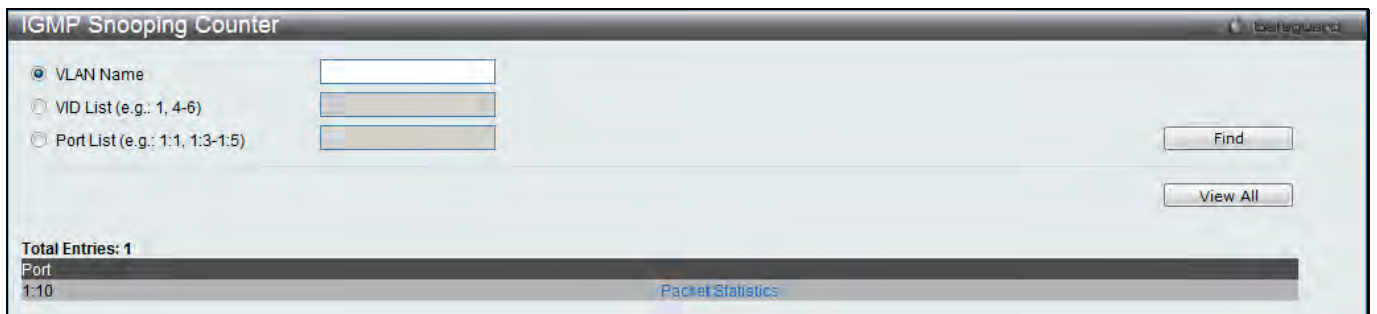 IGMP Snooping Counter
Safeguard
VLAN Name
VID List (e.g.: 1, 4-6)
Port List (e.g.: 1:1, 1:3-1:5)
Find
View All
Total Entries: 1
Port
1:10 Packet Statistics